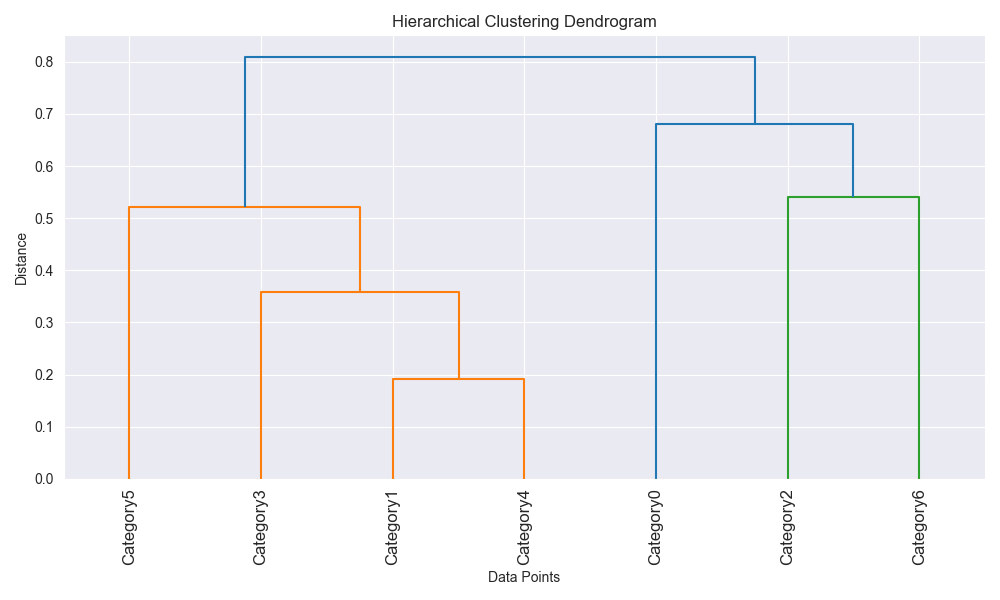 Hierarchical Clustering Dendrogram
0.8
0.7
0.6
0.5
0.4
0.3
0.2
0.1
0.0
Distance
Category5
Category3
Category1
Category4
Category0
Category2
Category6
Data Points